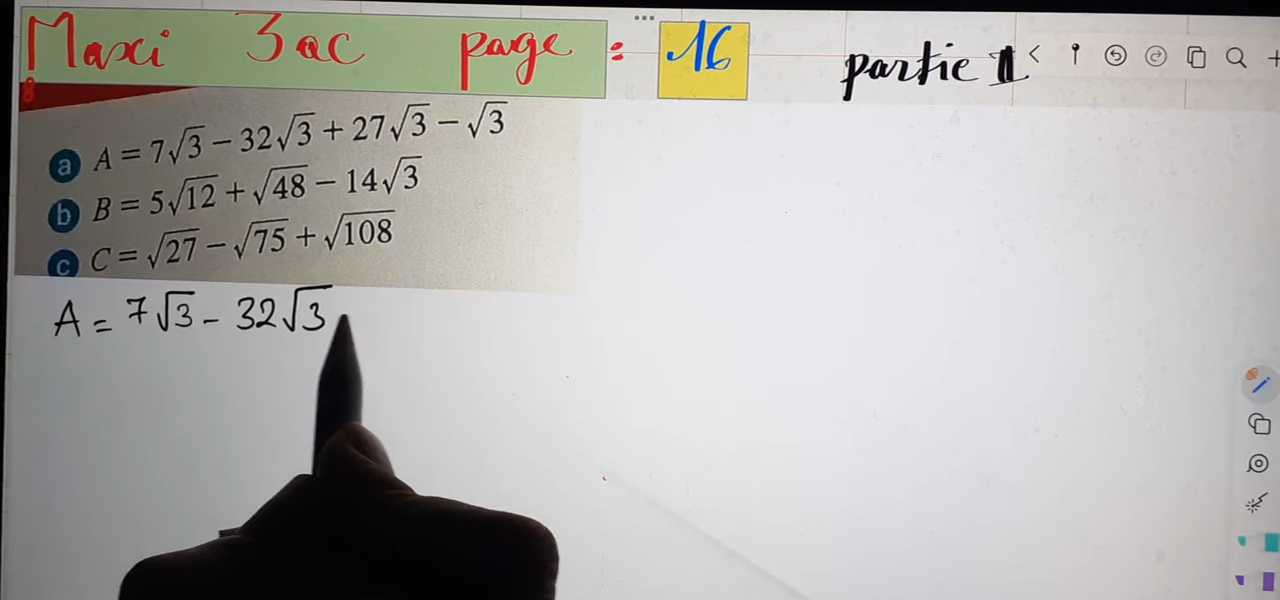 Maxi 3ac page : 16 partie 1
8
a A = 7√3 − 32√3 + 27√3 − √3
b B = 5√12 + √48 − 14√3
c C = √27 − √75 + √108
A = 7√3 - 32√3